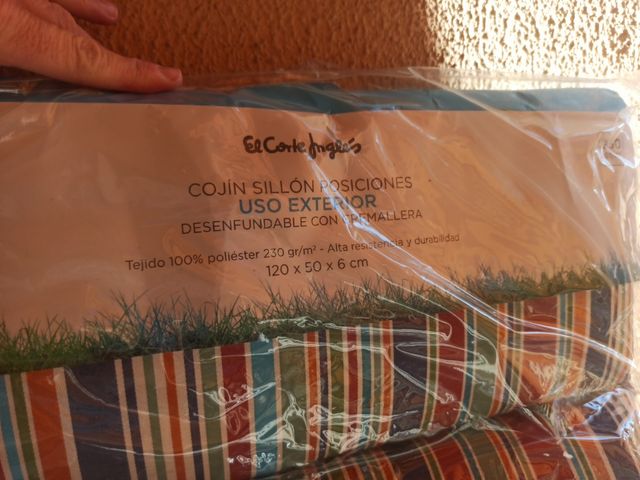 El Corte Inglés
COJÍN SILLÓN POSICIONES
USO EXTERIOR
DESENFUNDABLE CON CREMALLERA
Tejido 100% poliéster 230 gr/m² - Alta resistencia y durabilidad
120 x 50 x 6 cm